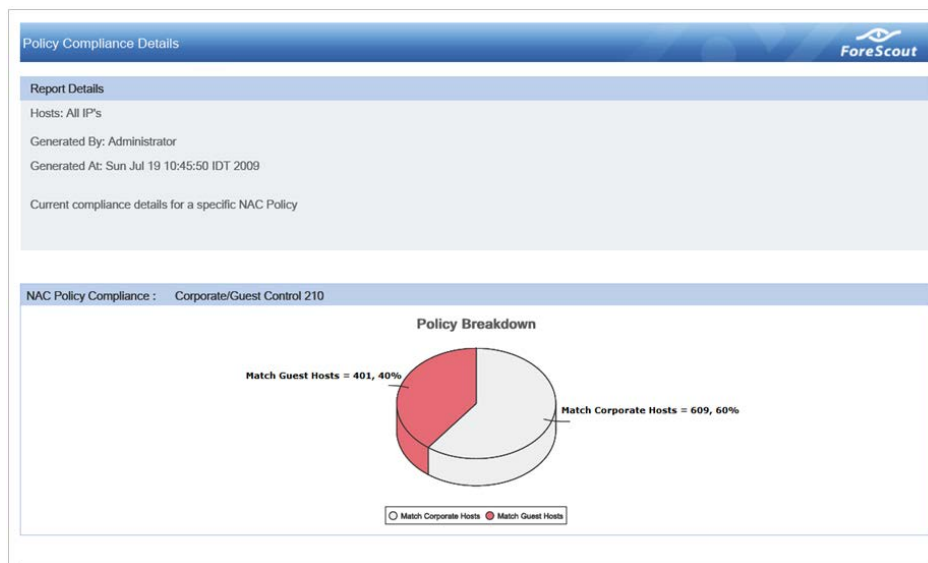 Policy Compliance Details
ForeScout
Report Details
Hosts: All IP's
Generated By: Administrator
Generated At: Sun Jul 19 10:45:50 IDT 2009
Current compliance details for a specific NAC Policy
NAC Policy Compliance : Corporate/Guest Control 210
Policy Breakdown
Match Guest Hosts = 401, 40%
Match Corporate Hosts = 609, 60%
Match Corporate Hosts Match Guest Hosts